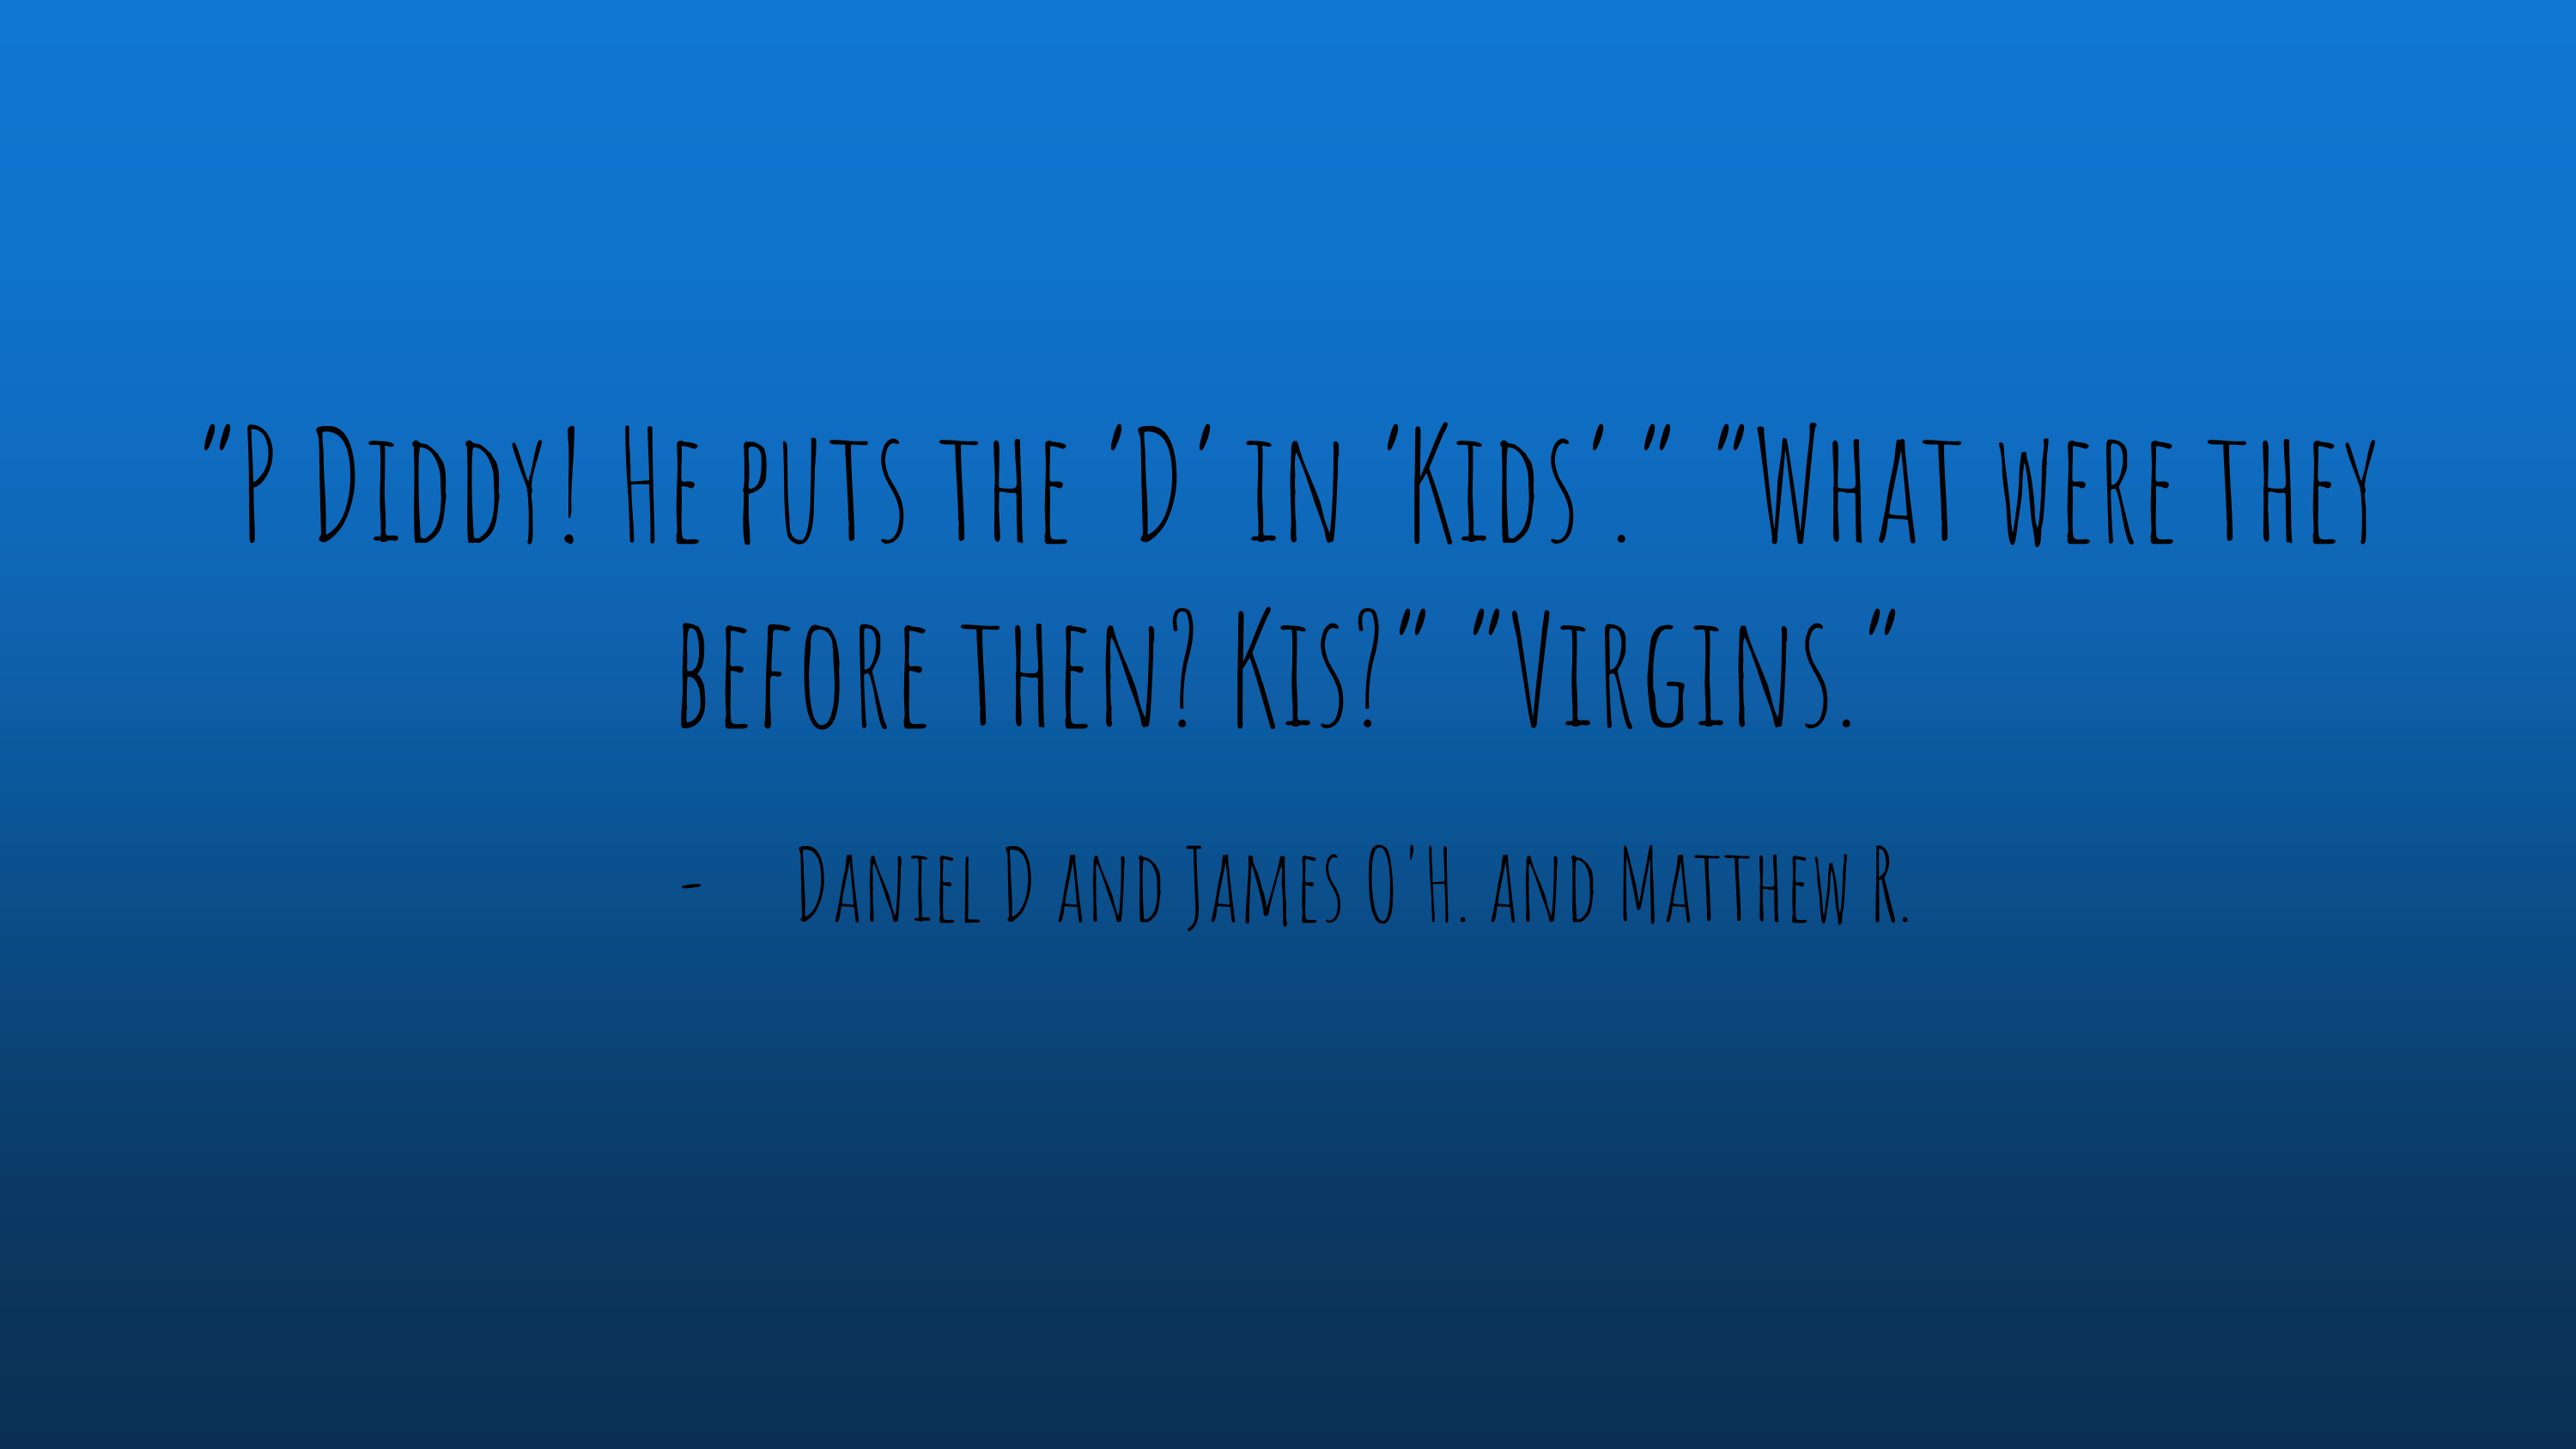 "P Diddy! He puts the 'D' in 'Kids'." "What were they
before then? Kis?" "Virgins."
- Daniel D and James O'H. and Matthew R.